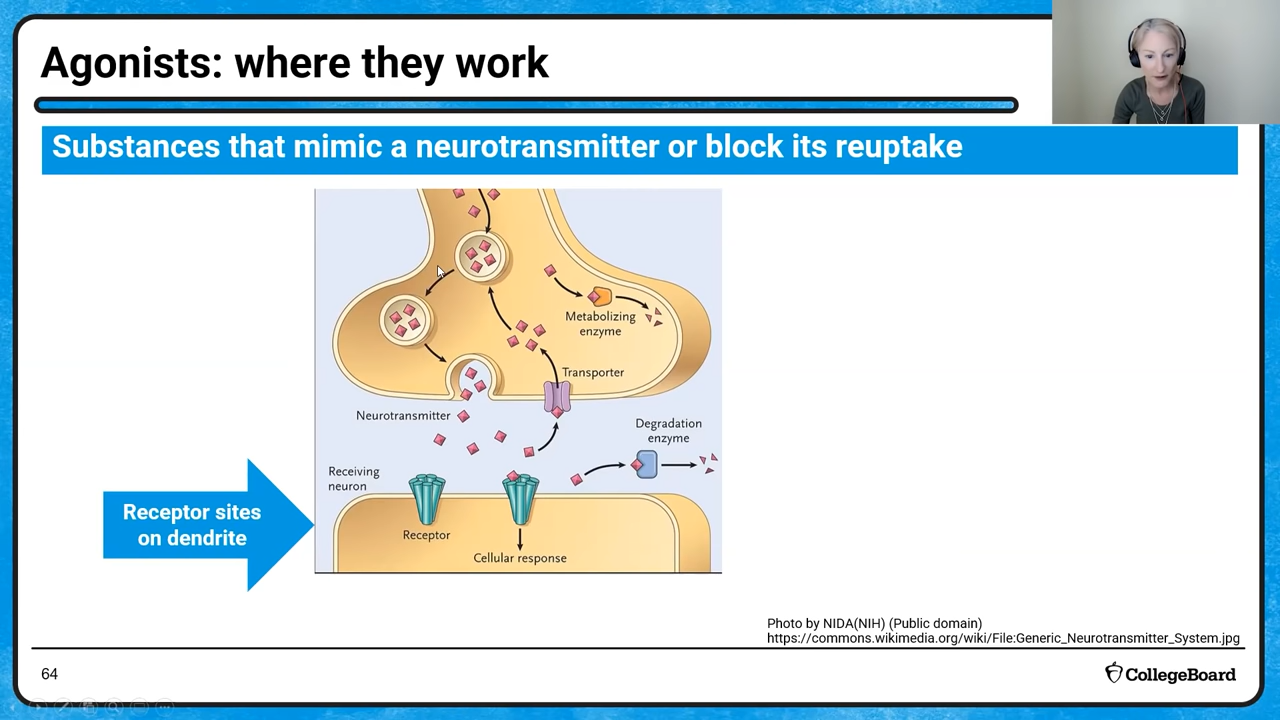 Agonists: where they work
Substances that mimic a neurotransmitter or block its reuptake
Metabolizing
enzyme
Transporter
Neurotransmitter
Degradation
enzyme
Receiving
neuron
Receptor sites
on dendrite
Receptor
Cellular response
Photo by NIDA(NIH) (Public domain)
https://commons.wikimedia.org/wiki/File:Generic_Neurotransmitter_System.jpg
64
CollegeBoard